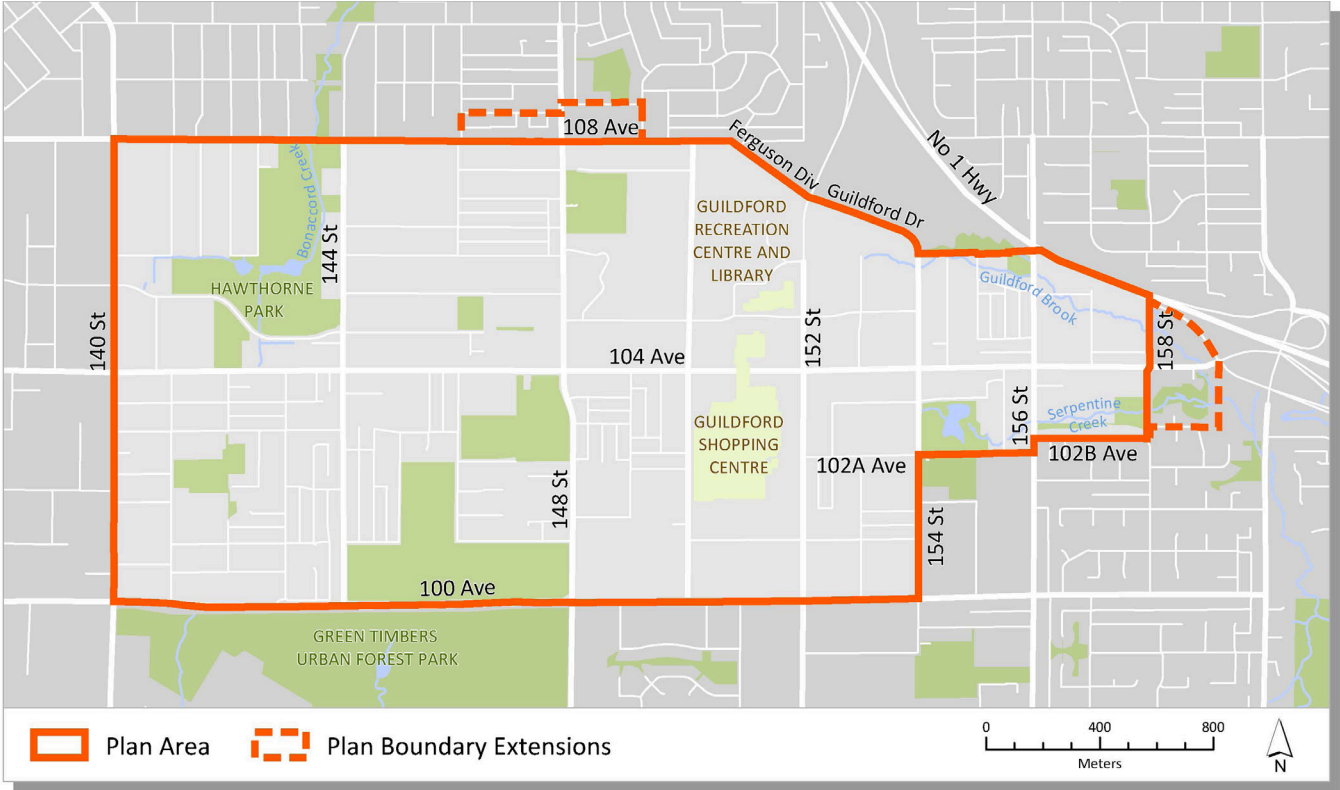 108 Ave
Ferguson Div
Guildford Dr
No 1 Hwy
Bonaccord Creek
144 St
GUILDFORD
RECREATION
CENTRE AND
LIBRARY
HAWTHORNE
PARK
Guildford Brook
140 St
152 St
158 St
104 Ave
156 St
Serpentine
Creek
GUILDFORD
SHOPPING
CENTRE
102A Ave
102B Ave
148 St
154 St
100 Ave
GREEN TIMBERS
URBAN FOREST PARK
Plan Area
Plan Boundary Extensions
0 400 800
Meters
N